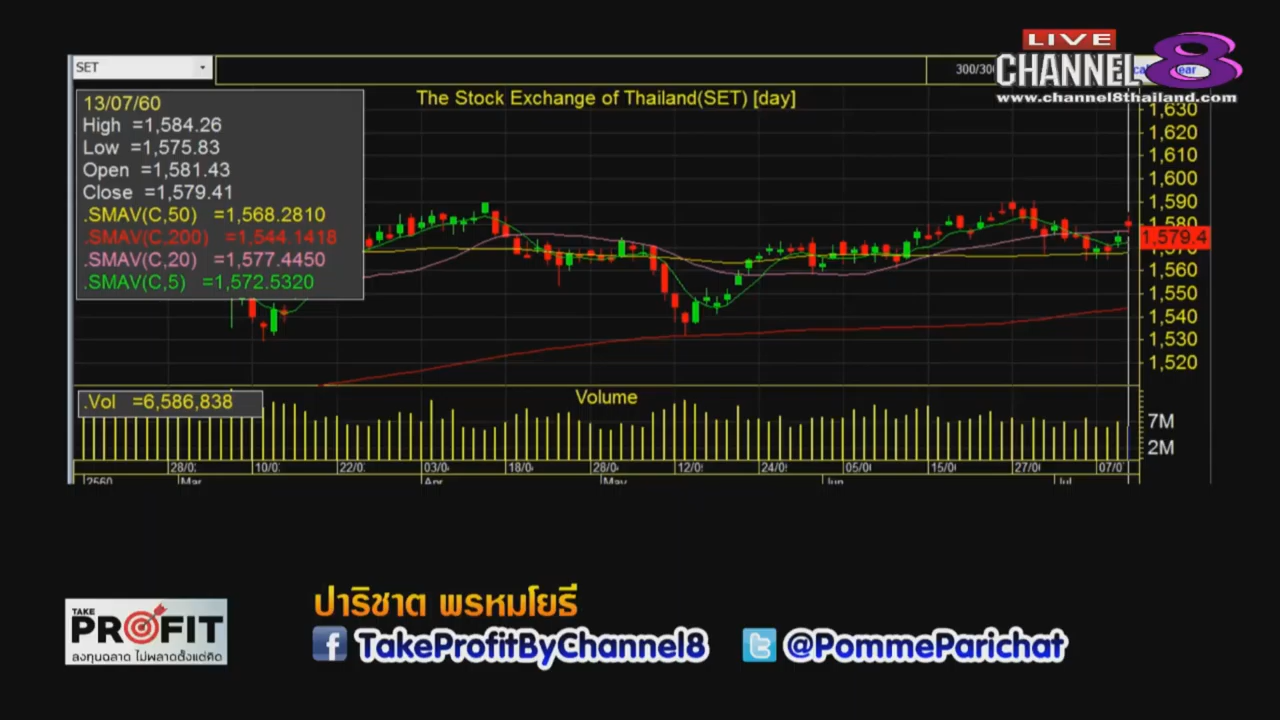 LIVE
CHANNEL 8
www.channel8thailand.com
SET
300/300
The Stock Exchange of Thailand(SET) [day]
13/07/60
High =1,584.26
Low =1,575.83
Open =1,581.43
Close =1,579.41
.SMAV(C,50) =1,568.2810
.SMAV(C,200) =1,544.1418
.SMAV(C,20) =1,577.4450
.SMAV(C,5) =1,572.5320
1,630
1,620
1,610
1,600
1,590
1,580
1,579.4
1,570
1,560
1,550
1,540
1,530
1,520
.Vol =6,586,838
Volume
7M
2M
28/0 10/0 22/0 03/0 18/0 28/0 12/0 24/0 05/0 15/0 27/0 07/0
2560 Mar Apr May Jun Jul
TAKE
PROFIT
ลงทุนฉลาด ไม่พลาดตั้งแต่คิด
ปาริชาต พรหมโยธี
TakeProfitByChannel8
@PommeParichat